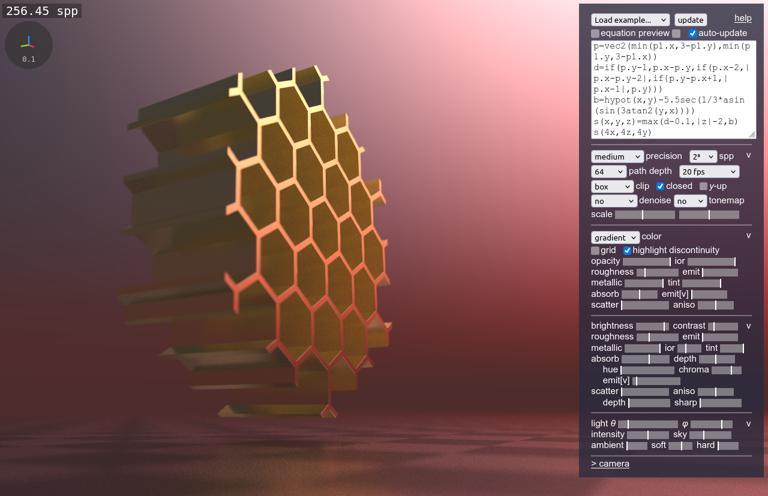 256.45 spp
0.1
Load example... update help
equation preview auto-update
p=vec2(min(p1.x,3-p1.y),min(p
1.y,3-p1.x))
d=if(p.y-1,p.x-p.y,if(p.x-2,|
p.x-p.y-2|,if(p.y-p.x+1,|
p.x-1|,p.y)))
b=hypot(x,y)-5.5sec(1/3*asin
(sin(3atan2(y,x))))
s(x,y,z)=max(d-0.1,|z|-2,b)
s(4x,4z,4y)
medium precision 2⁸ spp v
64 path depth 20 fps
box clip closed y-up
no denoise no tonemap
scale
gradient color v
grid highlight discontinuity
opacity ior
roughness emit
metallic tint
absorb emit[v]
scatter aniso
brightness contrast v
roughness emit
metallic ior tint
absorb depth
hue chroma
emit[v]
scatter aniso
depth sharp
light θ φ v
intensity sky
ambient soft hard
> camera